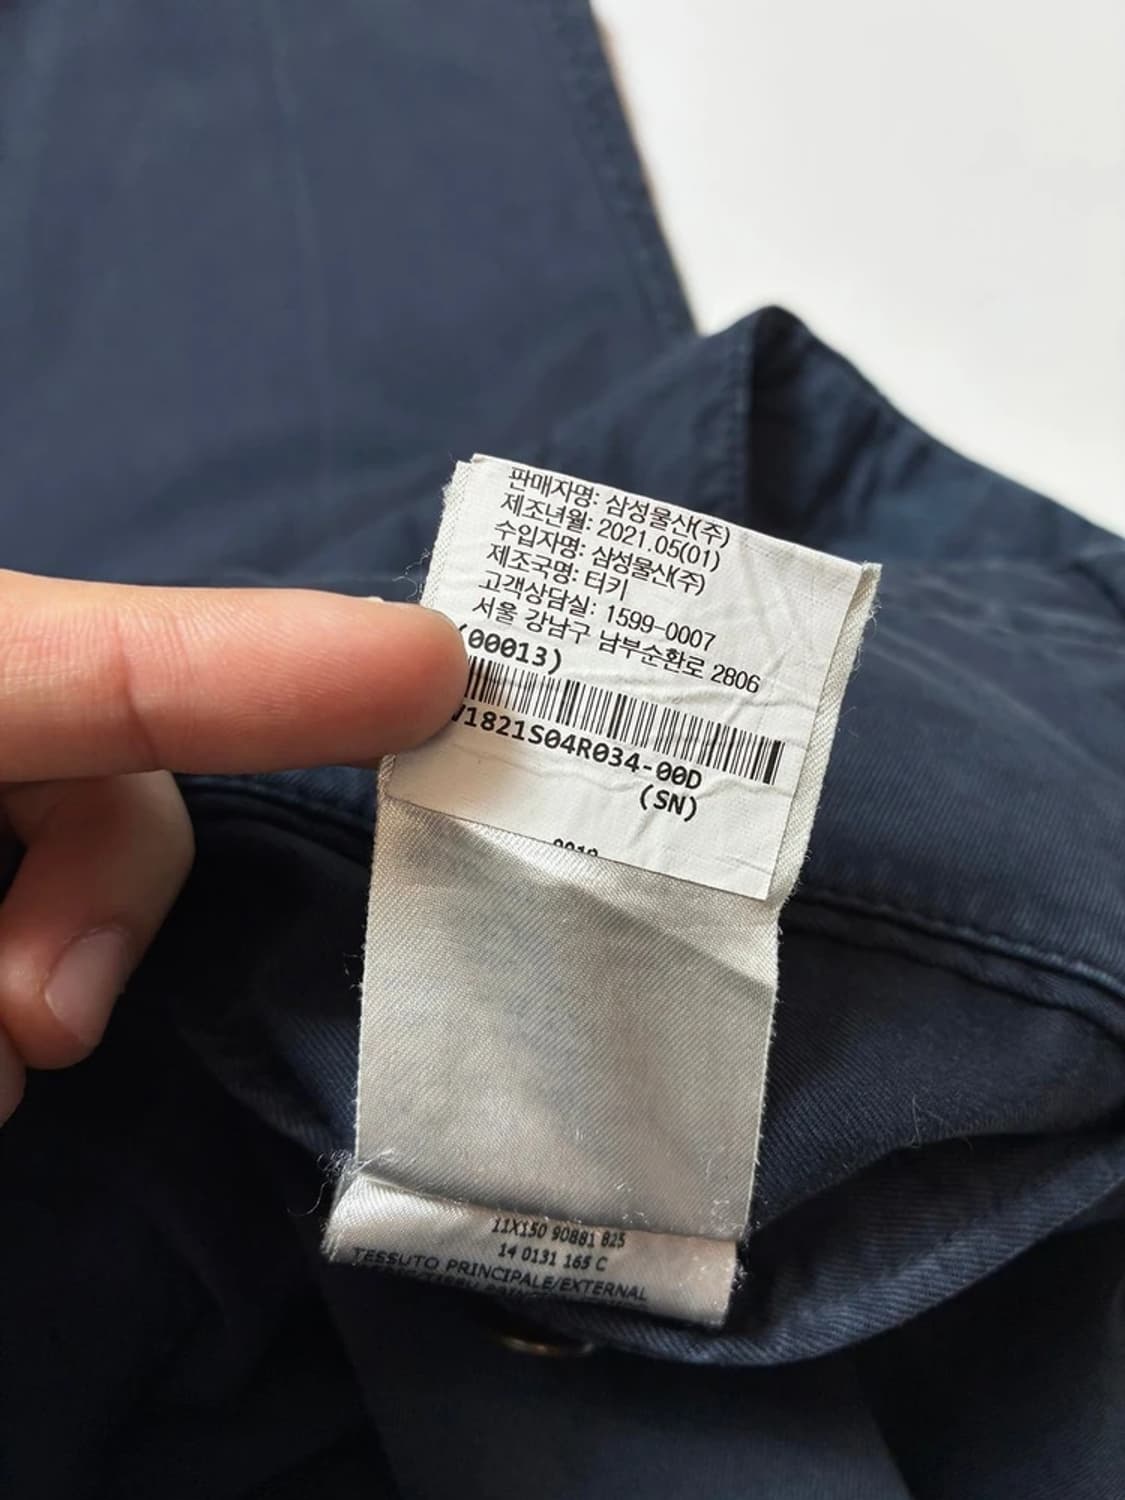 판매자명: 삼성물산(주)
제조년월: 2021.05(01)
수입자명: 삼성물산(주)
제조국명: 터키
고객상담실: 1599-0007
서울 강남구 남부순환로 2806
(00013)
V1821S04R034-00D
(SN)
11X150 90881 825
14 0131 165 C
TESSUTO PRINCIPALE/EXTERNAL